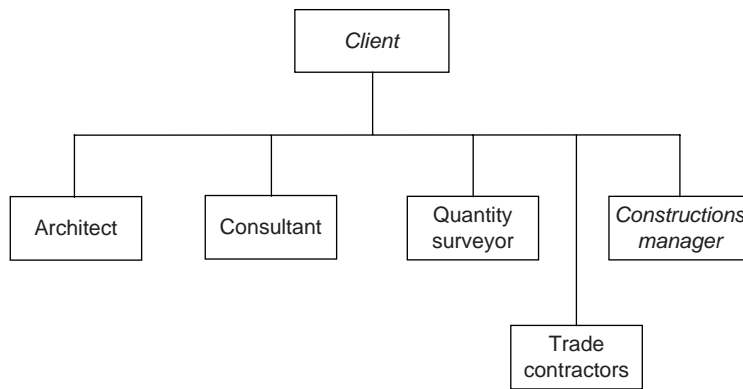 Client
Architect
Consultant
Quantity
surveyor
Constructions
manager
Trade
contractors